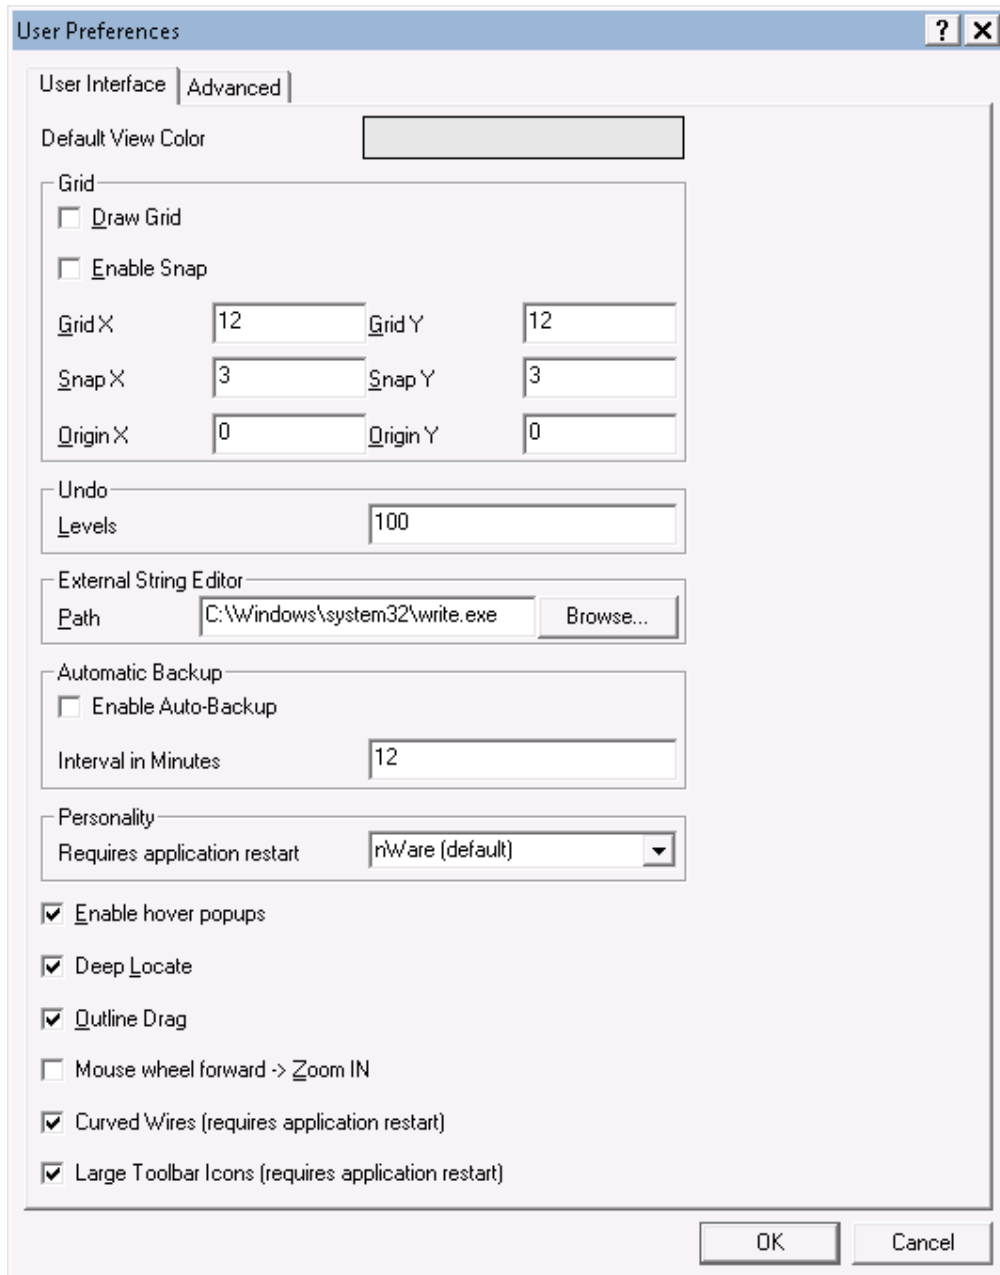 User Preferences ? X
User Interface Advanced
Default View Color
Grid
Draw Grid
Enable Snap
Grid X 12 Grid Y 12
Snap X 3 Snap Y 3
Origin X 0 Origin Y 0
Undo
Levels 100
External String Editor
Path C:\Windows\system32\write.exe Browse...
Automatic Backup
Enable Auto-Backup
Interval in Minutes 12
Personality
Requires application restart nWare (default)
Enable hover popups
Deep Locate
Outline Drag
Mouse wheel forward -> Zoom IN
Curved Wires (requires application restart)
Large Toolbar Icons (requires application restart)
OK Cancel